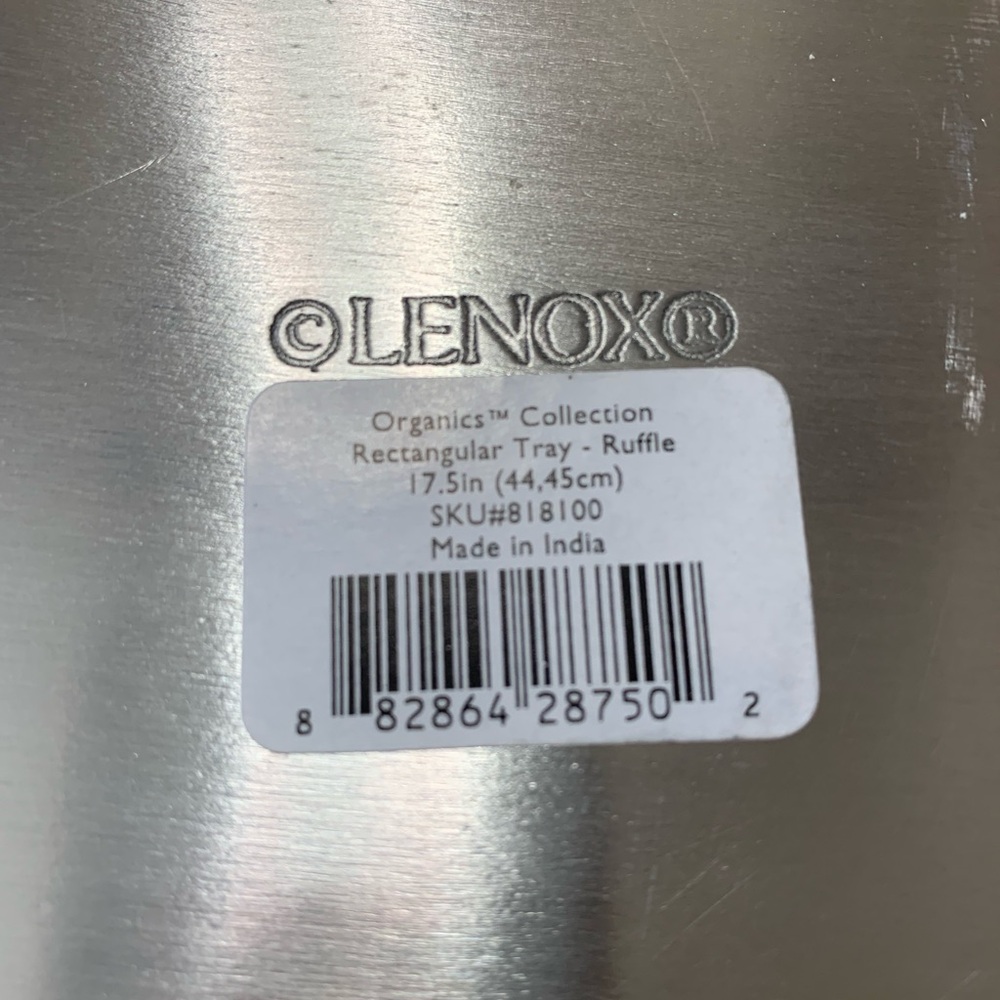 ©LENOX®
Organics™ Collection
Rectangular Tray - Ruffle
17.5in (44,45cm)
SKU#818100
Made in India
8 82864 28750 2